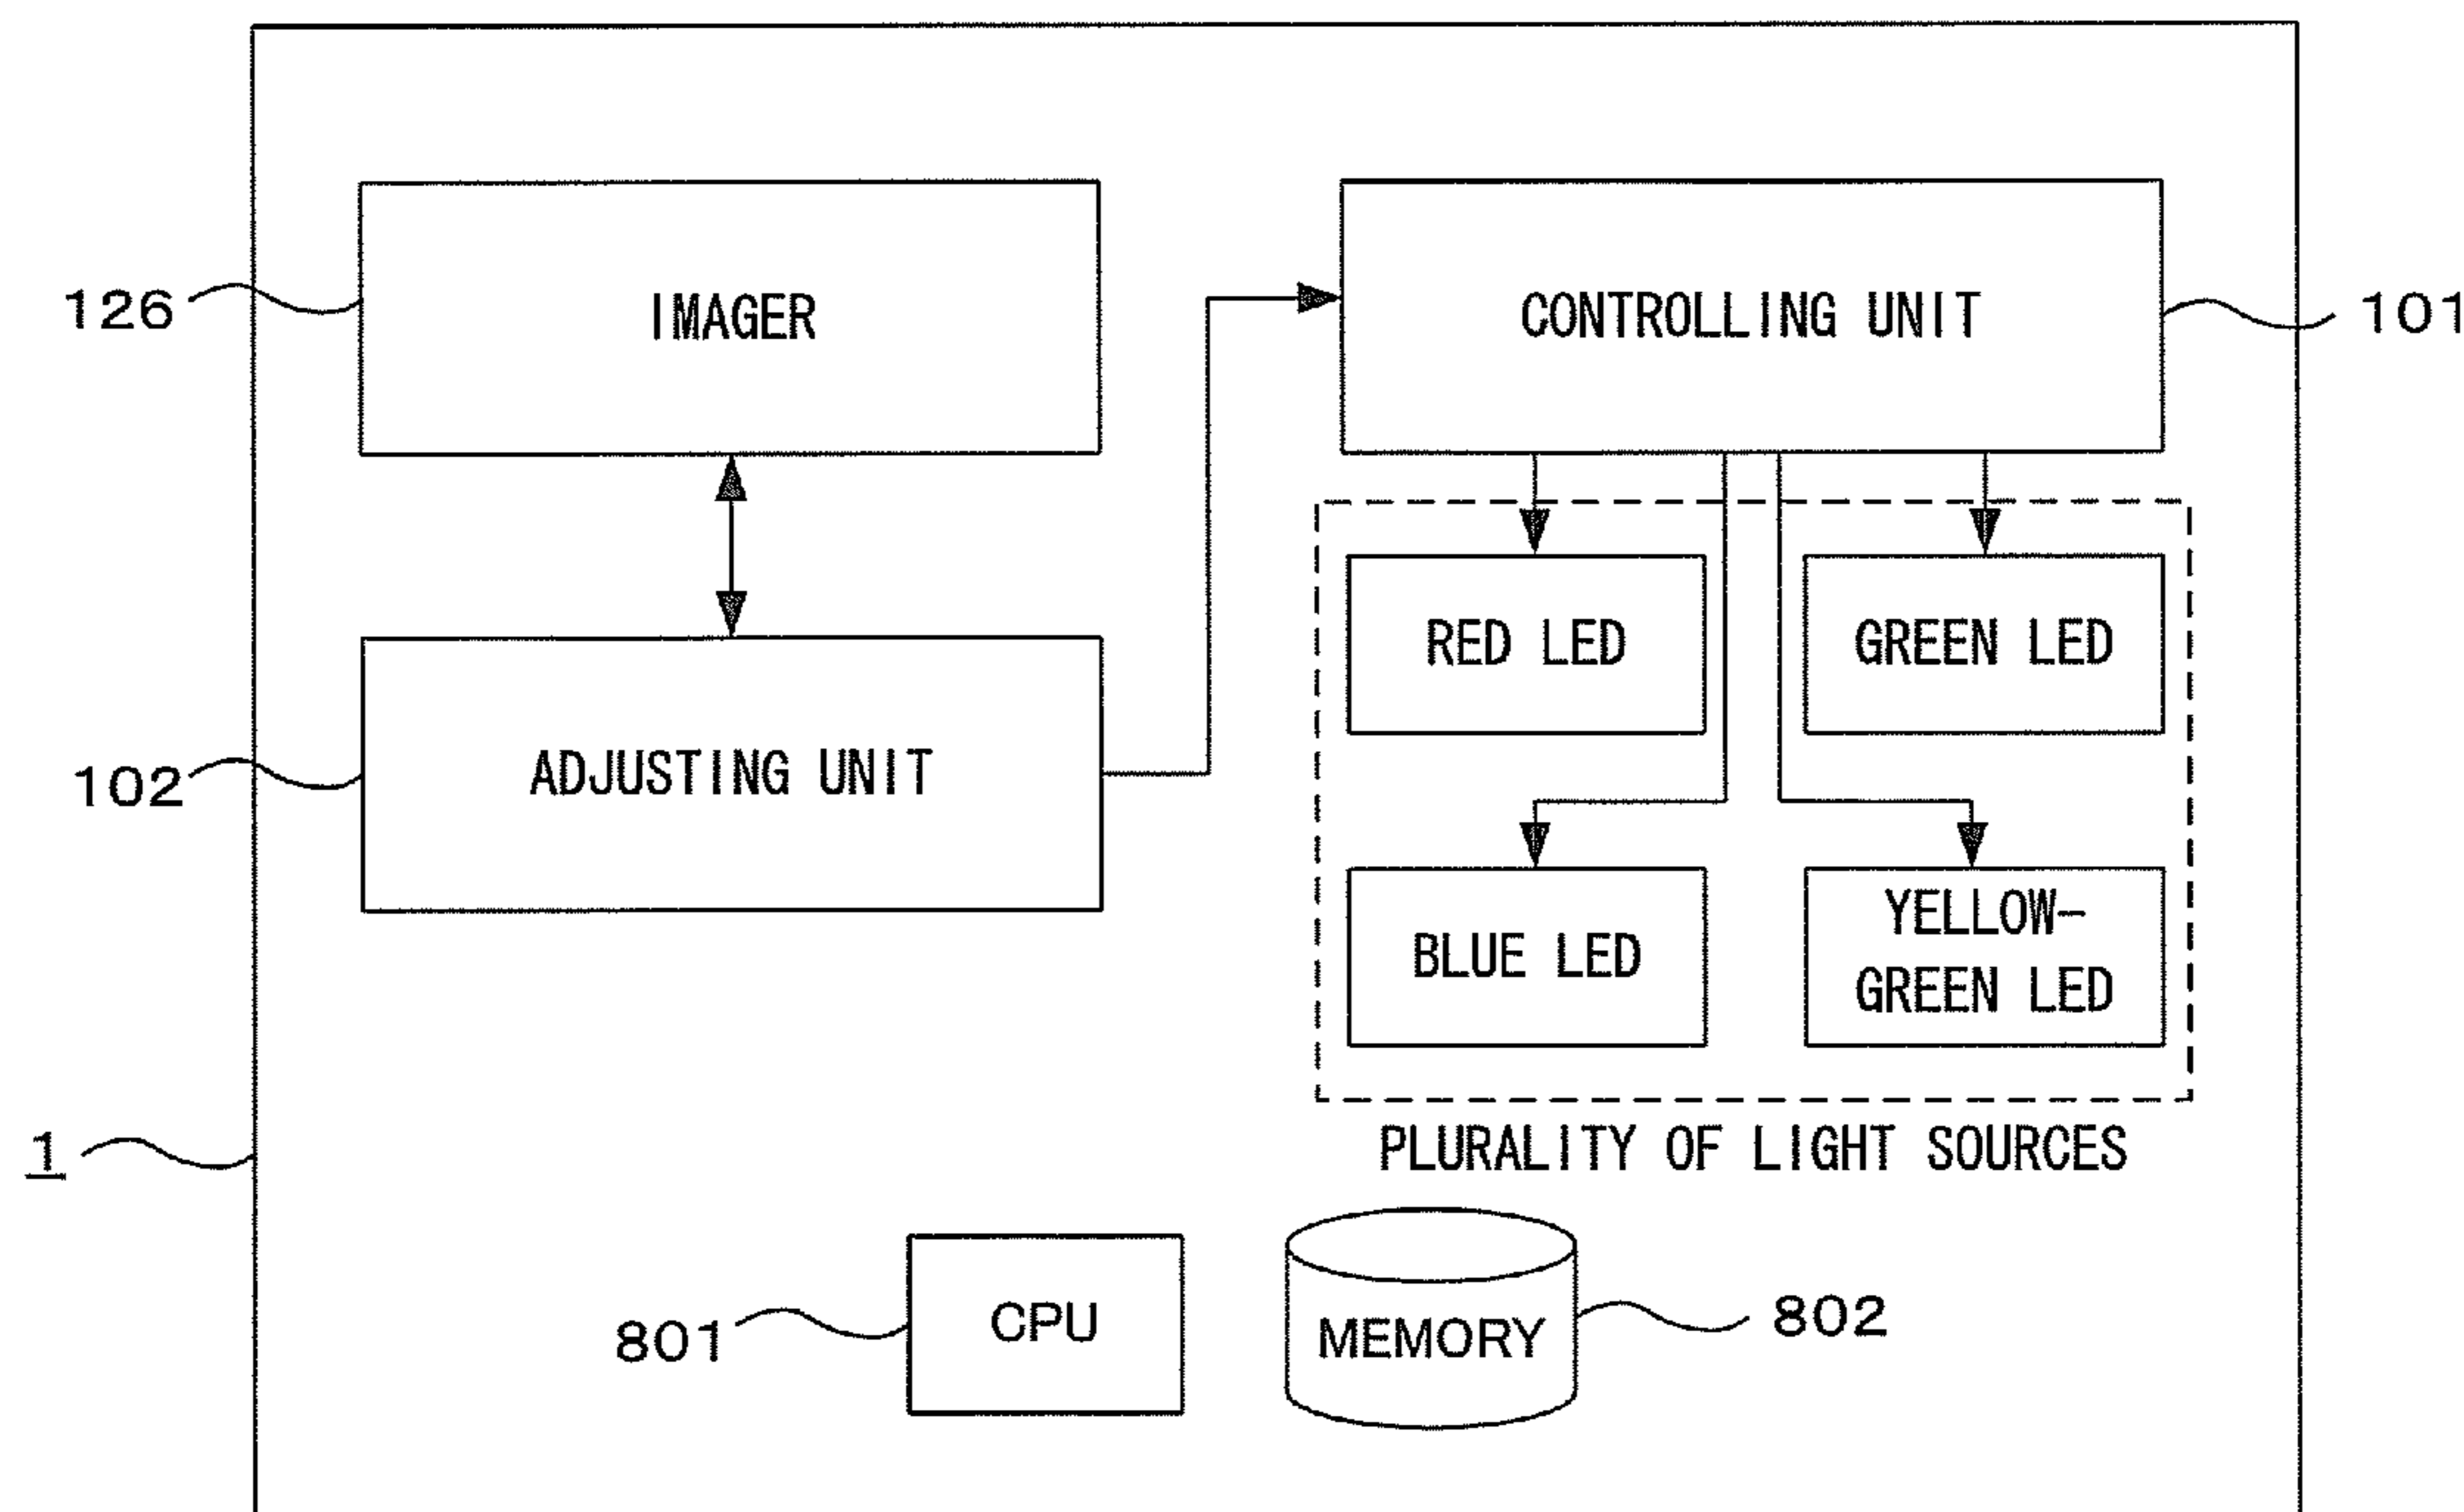 126
IMAGER
CONTROLLING UNIT
101
102
ADJUSTING UNIT
RED LED
GREEN LED
BLUE LED
YELLOW-
GREEN LED
1
PLURALITY OF LIGHT SOURCES
801
CPU
MEMORY
802